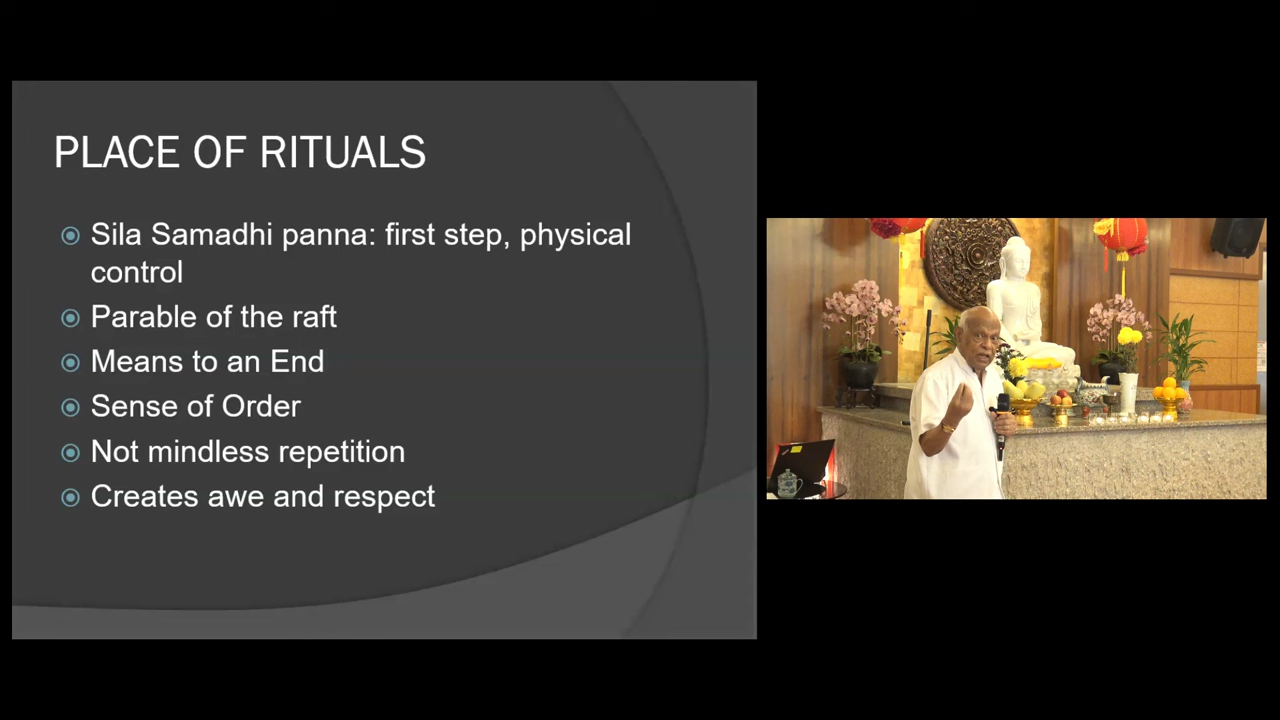 PLACE OF RITUALS
Sila Samadhi panna: first step, physical
control
Parable of the raft
Means to an End
Sense of Order
Not mindless repetition
Creates awe and respect